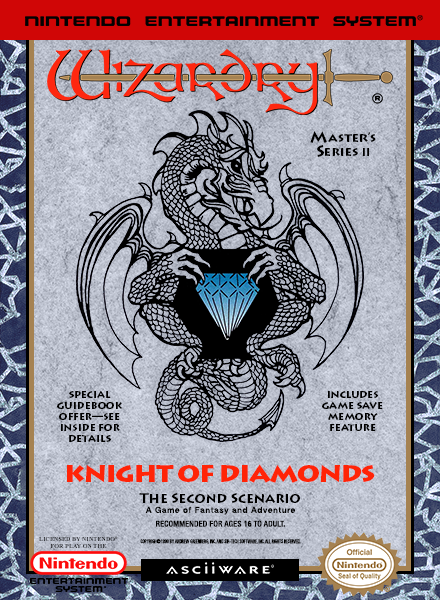 NINTENDO ENTERTAINMENT SYSTEM®
Wizardry®
MASTER'S
SERIES II
SPECIAL
GUIDEBOOK
OFFER—SEE
INSIDE FOR
DETAILS
INCLUDES
GAME SAVE
MEMORY
FEATURE
KNIGHT OF DIAMONDS
THE SECOND SCENARIO
A Game of Fantasy and Adventure
RECOMMENDED FOR AGES 16 TO ADULT.
LICENSED BY NINTENDO®
FOR PLAY ON THE
Nintendo®
ENTERTAINMENT
SYSTEM®
ASCIIWARE®
Official
Nintendo
Seal of Quality